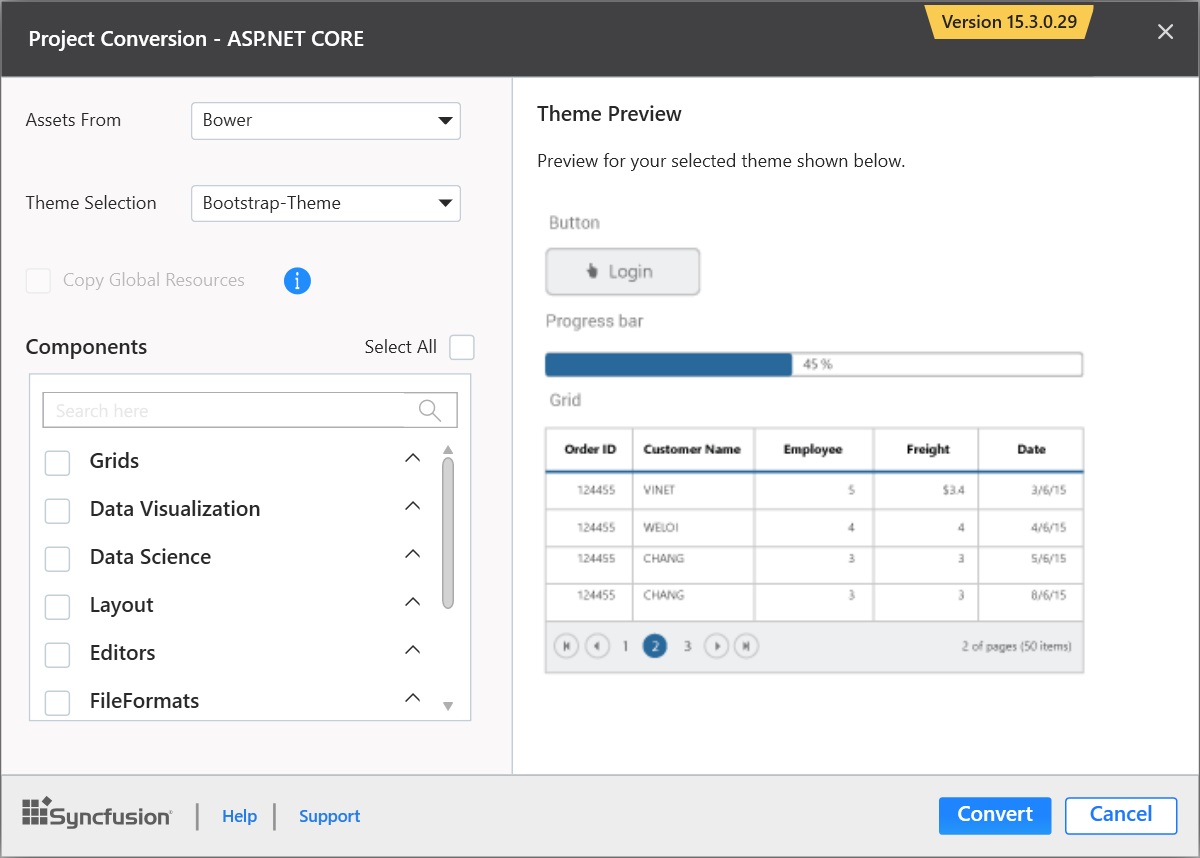 Project Conversion - ASP.NET CORE
Version 15.3.0.29
Assets From
Bower
Theme Selection
Bootstrap-Theme
Copy Global Resources
i
Components
Select All
Search here
Grids
Data Visualization
Data Science
Layout
Editors
FileFormats
Theme Preview
Preview for your selected theme shown below.
Button
Login
Progress bar
45 %
Grid
Order ID Customer Name Employee Freight Date
124455 VINET 5 $3.4 3/6/15
124455 WELOI 4 4 4/6/15
124455 CHANG 3 3 5/6/15
124455 CHANG 3 3 8/6/15
1 2 3 2 of pages (50 items)
Syncfusion
Help
Support
Convert
Cancel